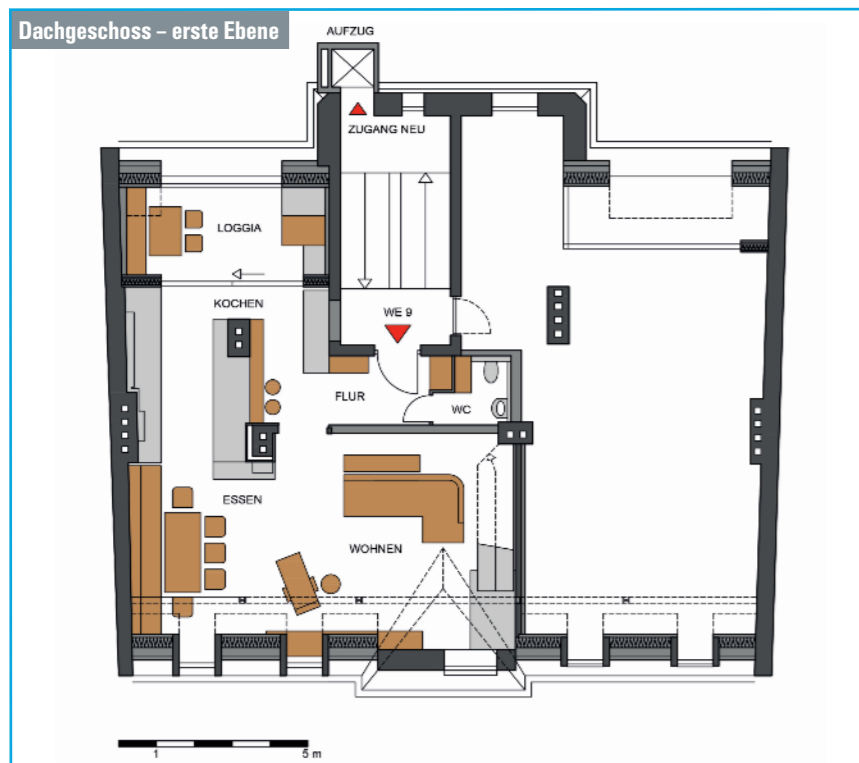 Dachgeschoss – erste Ebene
AUFZUG
ZUGANG NEU
LOGGIA
KOCHEN
WE 9
FLUR
WC
ESSEN
WOHNEN
1
5 m